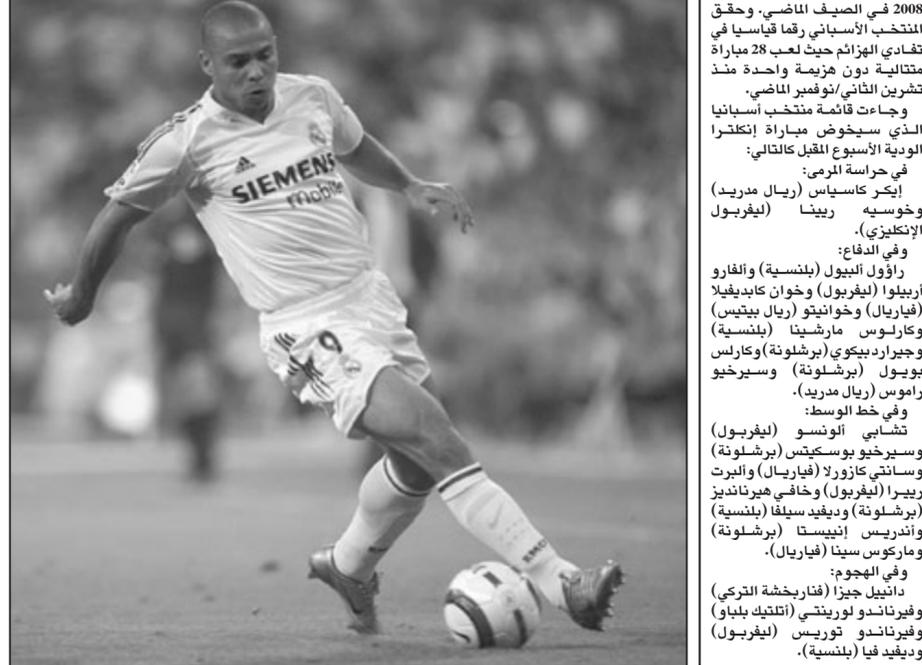 SIEMENS
mobile
9
2008 في الصيف الماضي. وحقق
المنتخب الأسباني رقما قياسيا في
تفادي الهزائم حيث لعب 28 مباراة
متتالية دون هزيمة واحدة منذ
تشرين الثاني/نوفمبر الماضي.
وجاءت قائمة منتخب أسبانيا
الذي سيخوض مباراة إنكلترا
الودية الأسبوع المقبل كالتالي:
في حراسة المرمى:
إيكر كاسياس (ريال مدريد)
وخوسيه ريينا (ليفربول
الإنكليزي).
وفي الدفاع:
راؤول ألبيول (بلنسية) وألفارو
أربيلوا (ليفربول) وخوان كابديفيلا
(فياريال) وخوانيتو (ريال بيتيس)
وكارلوس مارشينا (بلنسية)
وجيرارد بيكوي (برشلونة) وكارلس
بويول (برشلونة) وسيرخيو
راموس (ريال مدريد).
وفي خط الوسط:
تشابي ألونسو (ليفربول)
وسيرخيو بوسكيتس (برشلونة)
وسانتي كازورلا (فياريال) وألبرت
رييرا (ليفربول) وخافي هيرنانديز
(برشلونة) وديفيد سيلفا (بلنسية)
وأندريس إنييستا (برشلونة)
وماركوس سينا (فياريال).
وفي الهجوم:
دانييل جيزا (فناربخشة التركي)
وفيرناندو لورينتي (أتلتيك بلباو)
وفيرناندو توريس (ليفربول)
وديفيد فيا (بلنسية).